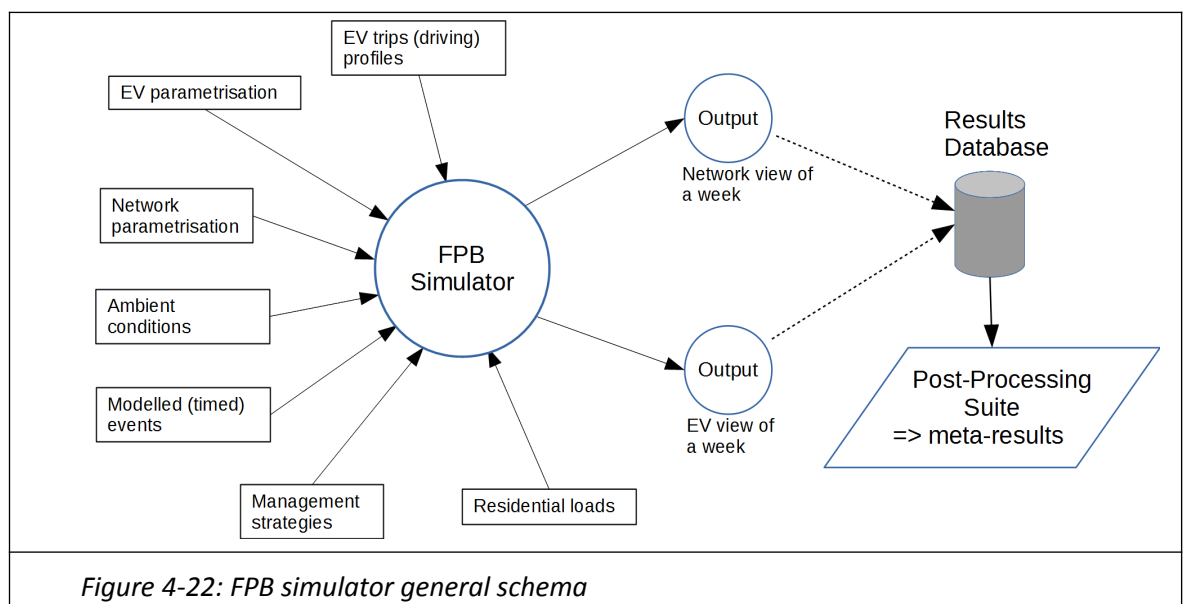 EV trips (driving)
profiles
EV parametrisation
Network
parametrisation
Ambient
conditions
Modelled (timed)
events
Management
strategies
Residential loads
FPB
Simulator
Output
Network view of
a week
Output
EV view of
a week
Results
Database
Post-Processing
Suite
=> meta-results
Figure 4-22: FPB simulator general schema